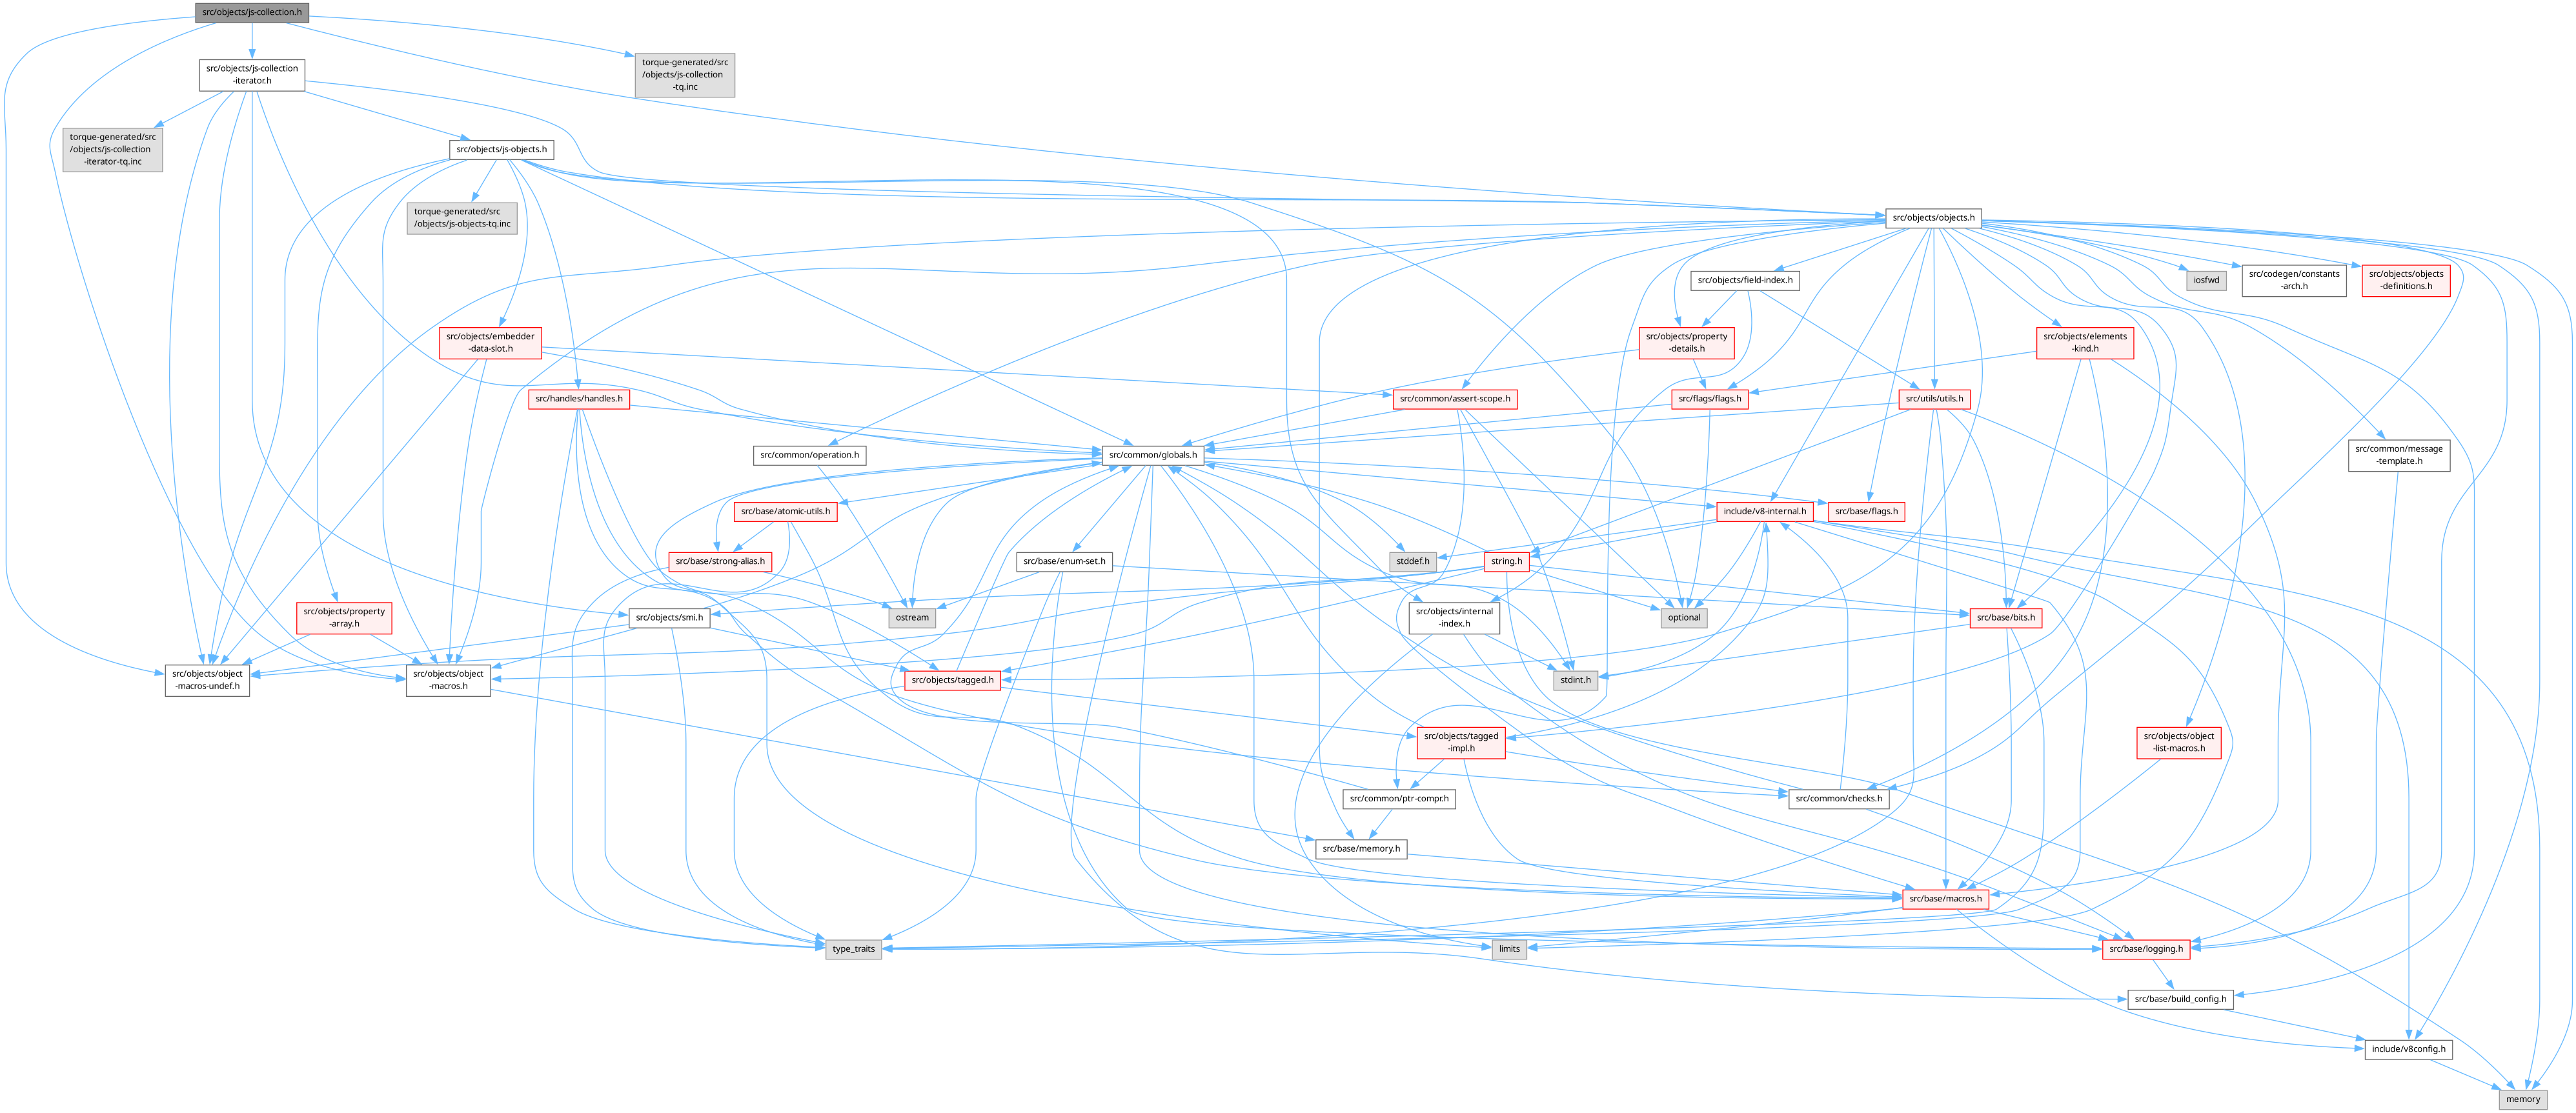 src/objects/js-collection.h
src/objects/js-collection
-iterator.h
torque-generated/src
/objects/js-collection
-tq.inc
torque-generated/src
/objects/js-collection
-iterator-tq.inc
src/objects/js-objects.h
torque-generated/src
/objects/js-objects-tq.inc
src/objects/objects.h
src/objects/field-index.h
iosfwd
src/codegen/constants
-arch.h
src/objects/objects
-definitions.h
src/objects/embedder
-data-slot.h
src/objects/property
-details.h
src/objects/elements
-kind.h
src/handles/handles.h
src/common/assert-scope.h
src/flags/flags.h
src/utils/utils.h
src/common/operation.h
src/common/globals.h
src/common/message
-template.h
src/base/atomic-utils.h
include/v8-internal.h
src/base/flags.h
src/base/strong-alias.h
src/base/enum-set.h
stddef.h
string.h
src/objects/property
-array.h
src/objects/smi.h
ostream
src/objects/internal
-index.h
optional
src/base/bits.h
src/objects/object
-macros-undef.h
src/objects/object
-macros.h
src/objects/tagged.h
stdint.h
src/objects/tagged
-impl.h
src/objects/object
-list-macros.h
src/common/ptr-compr.h
src/common/checks.h
src/base/memory.h
src/base/macros.h
type_traits
limits
src/base/logging.h
src/base/build_config.h
include/v8config.h
memory